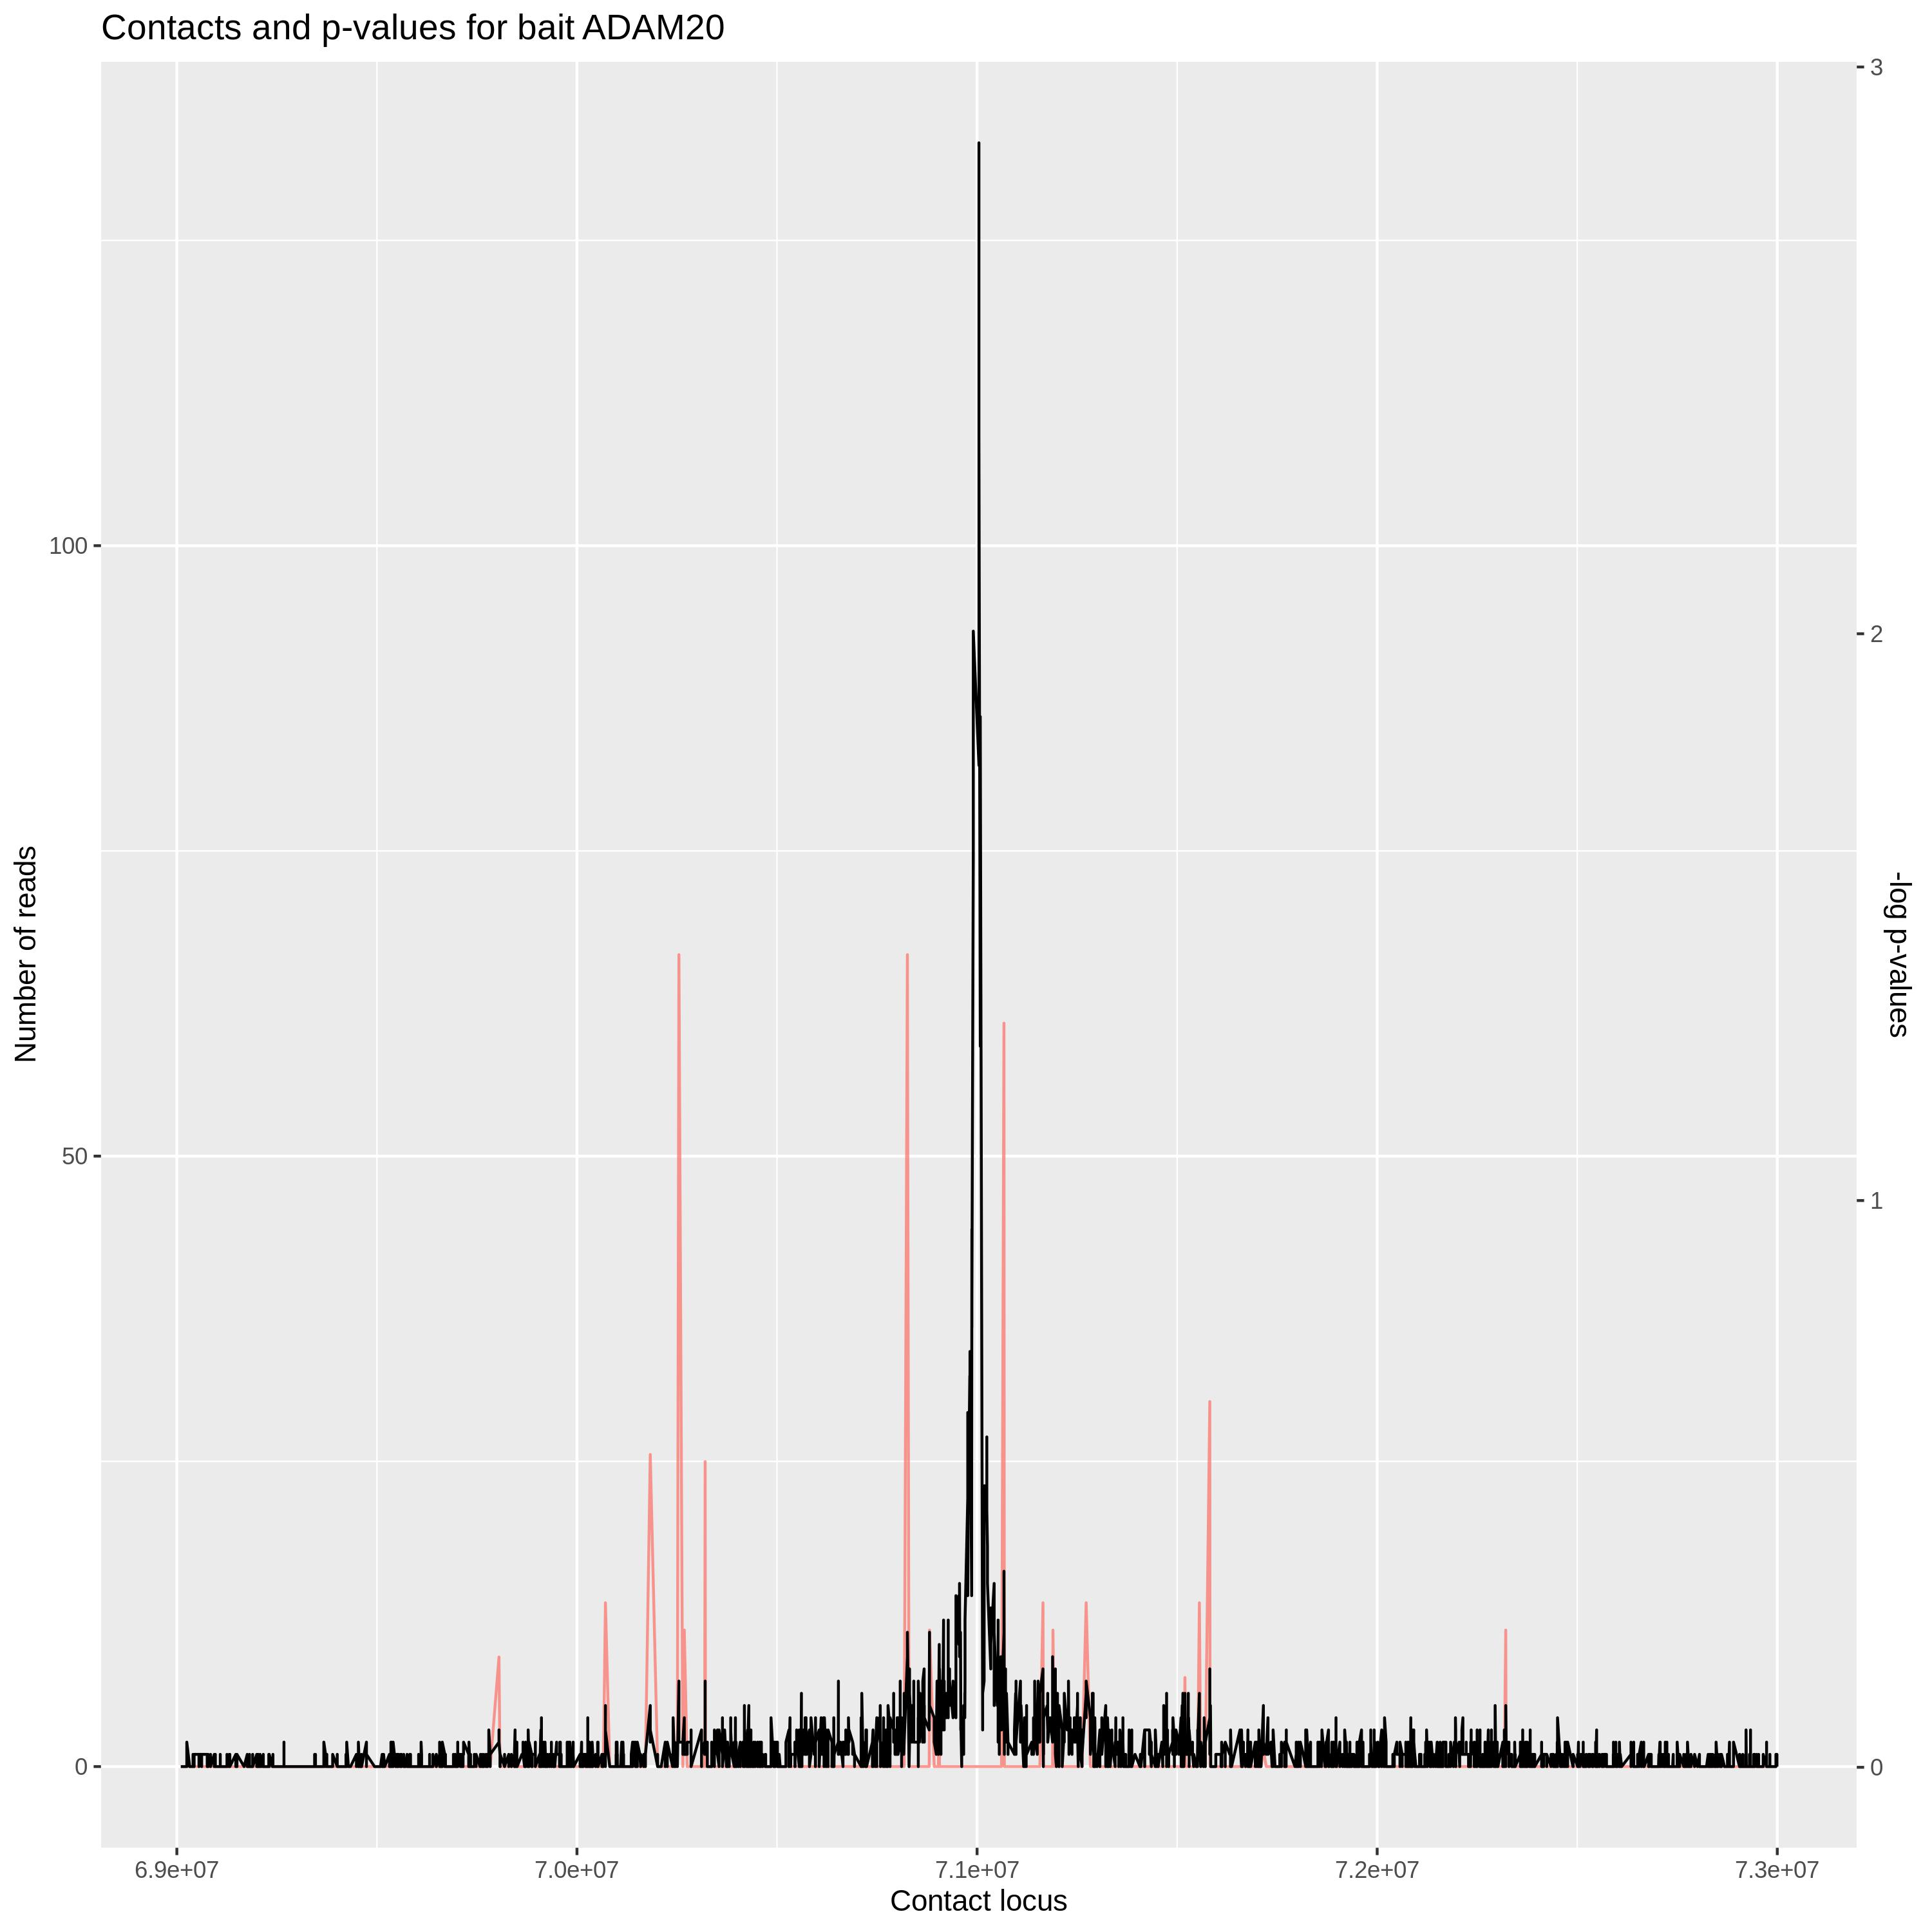 Contacts and p-values for bait ADAM20
Number of reads
100
50
0
3
2
1
0
-log p-values
6.9e+07 7.0e+07 7.1e+07 7.2e+07 7.3e+07
Contact locus